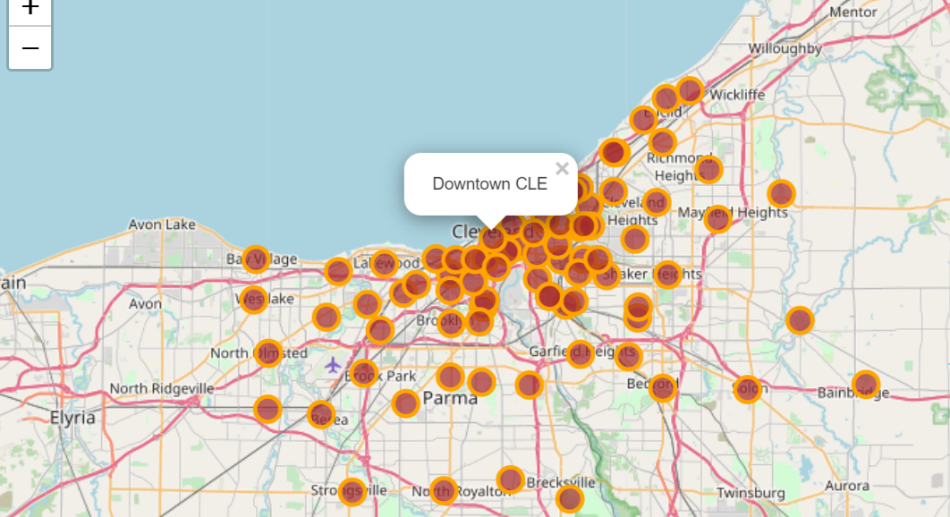 +
−
Mentor
Willoughby
Wickliffe
Euclid
Richmond
Heights
Downtown CLE
×
Cleveland
Heights
Mayfield Heights
Avon Lake
Cleveland
Bay Village
Lakewood
Shaker Heights
Avon
Westlake
North Olmsted
Garfield Heights
Brook Park
North Ridgeville
Parma
Bedford
Solon
Bainbridge
Elyria
Berea
Strongsville
North Royalton
Brecksville
Twinsburg
Aurora